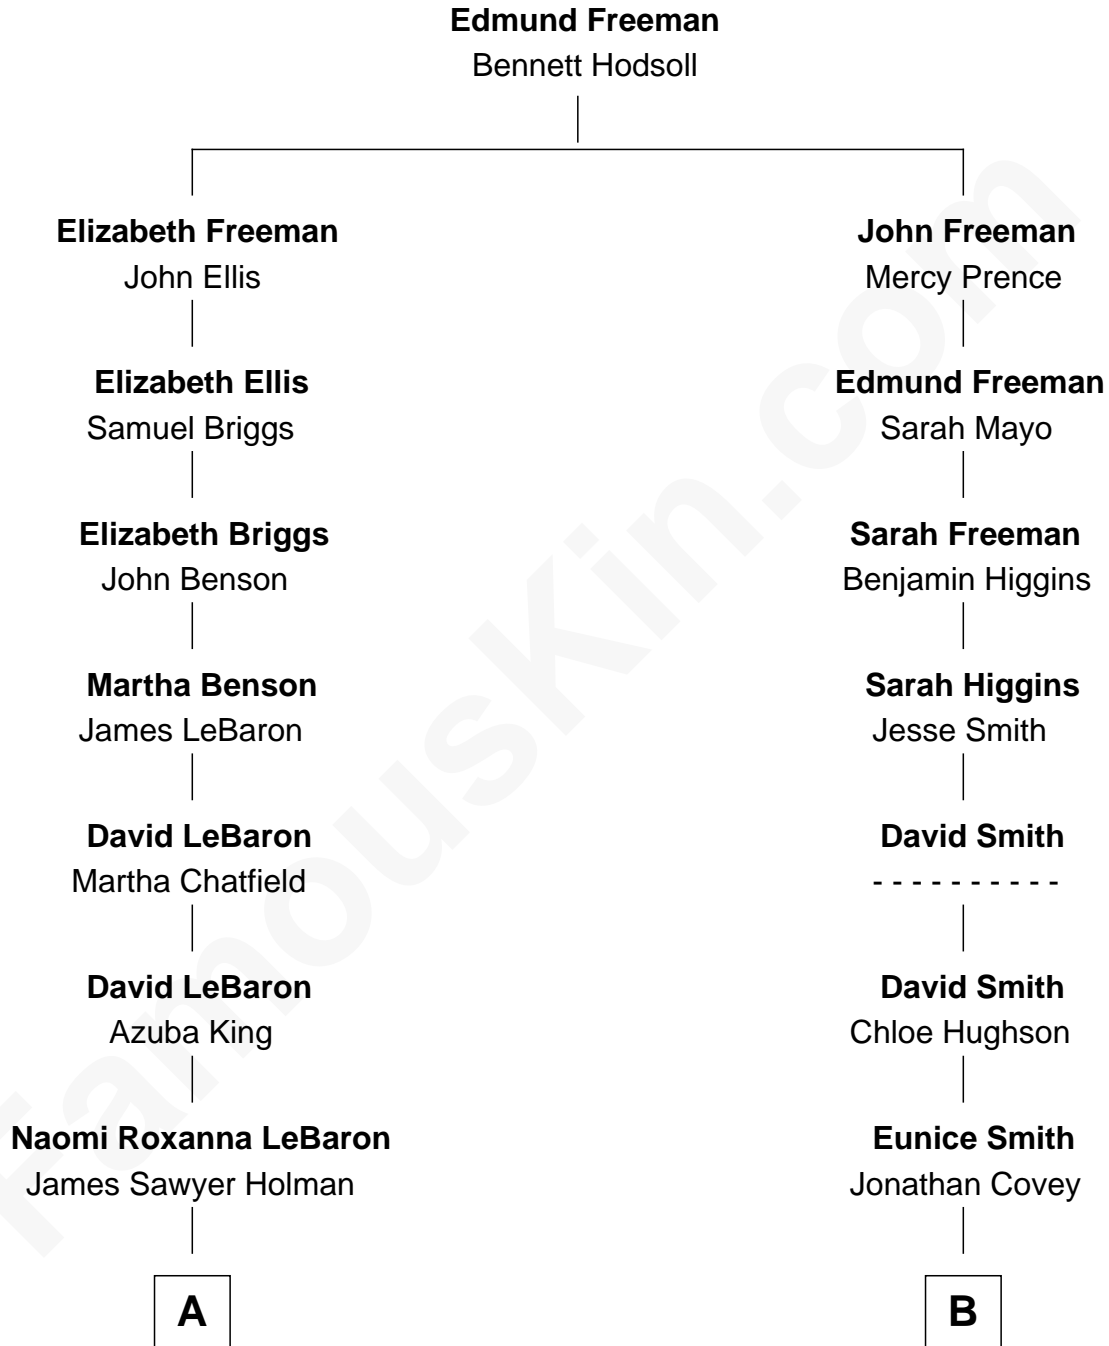 Edmund Freeman
Bennett Hodsoll
Elizabeth Freeman
John Ellis
John Freeman
Mercy Prence
Elizabeth Ellis
Samuel Briggs
Edmund Freeman
Sarah Mayo
Elizabeth Briggs
John Benson
Sarah Freeman
Benjamin Higgins
Martha Benson
James LeBaron
Sarah Higgins
Jesse Smith
David LeBaron
Martha Chatfield
David Smith
- - - - - - - - - -
David LeBaron
Azuba King
David Smith
Chloe Hughson
Naomi Roxanna LeBaron
James Sawyer Holman
Eunice Smith
Jonathan Covey
A
B
FamousKin.com